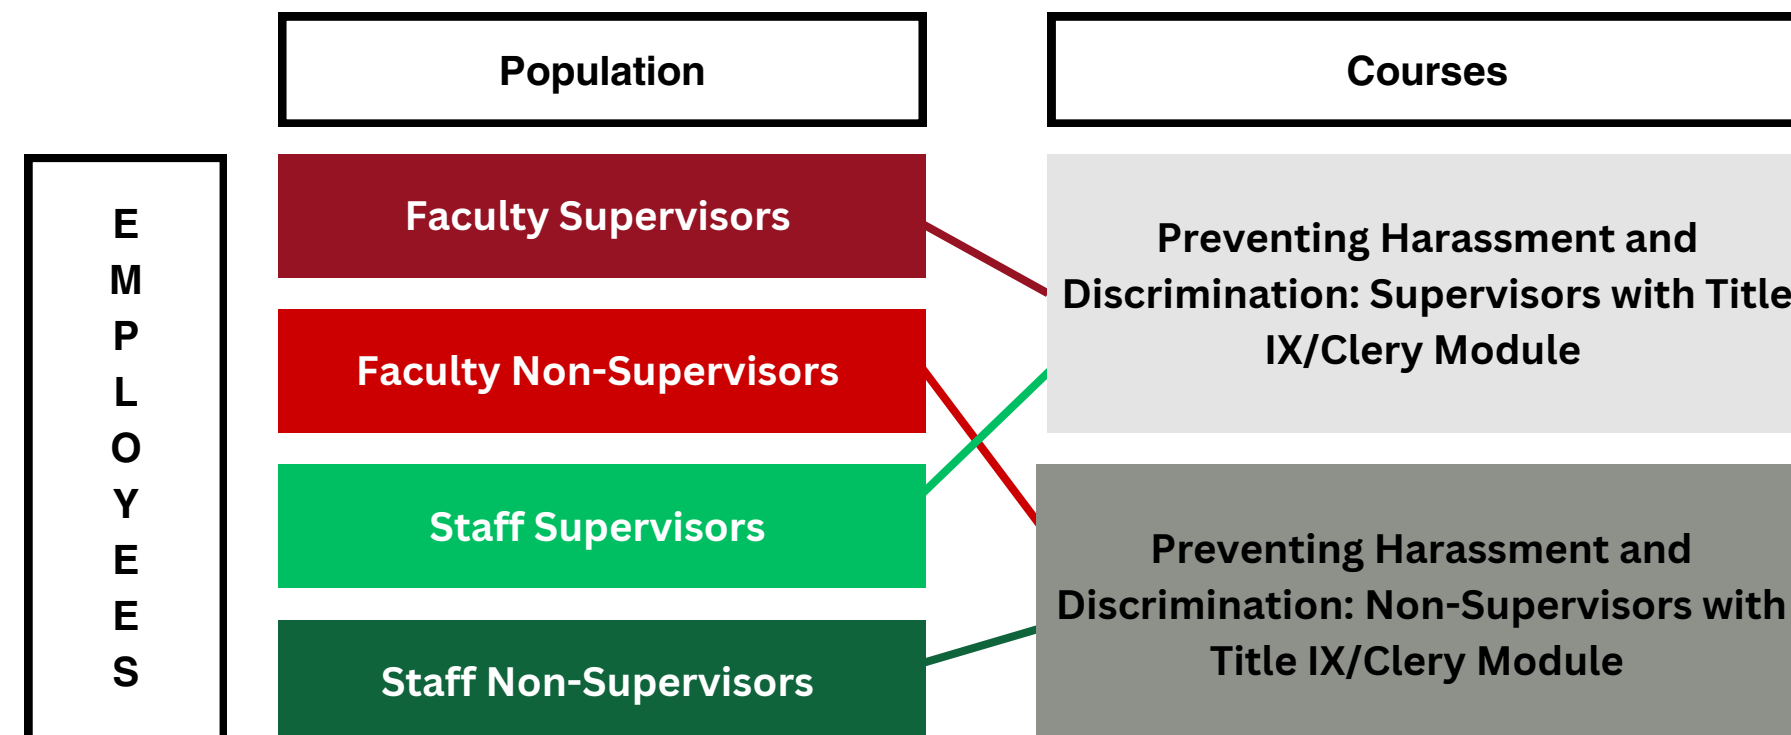 Population
Courses
E
M
P
L
O
Y
E
E
S
Faculty Supervisors
Faculty Non-Supervisors
Staff Supervisors
Staff Non-Supervisors
Preventing Harassment and
Discrimination: Supervisors with Title
IX/Clery Module
Preventing Harassment and
Discrimination: Non-Supervisors with
Title IX/Clery Module